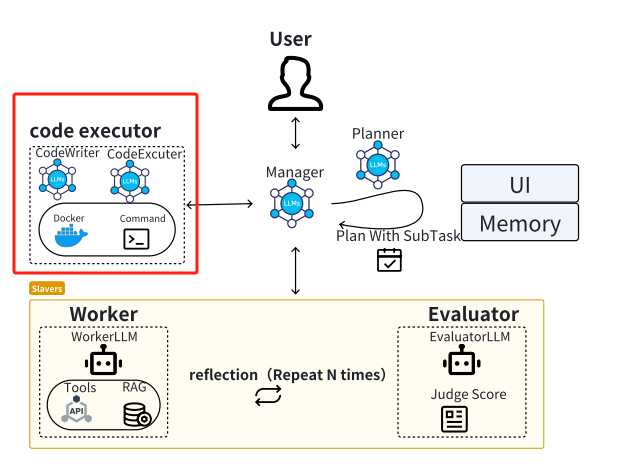 User
code executor
CodeWriter
CodeExcuter
LLMs
LLMs
Docker
Command
Planner
LLMs
Manager
LLMs
Plan With SubTask
UI
Memory
Slavers
Worker
WorkerLLM
Tools
RAG
API
reflection（Repeat N times）
Evaluator
EvaluatorLLM
Judge Score